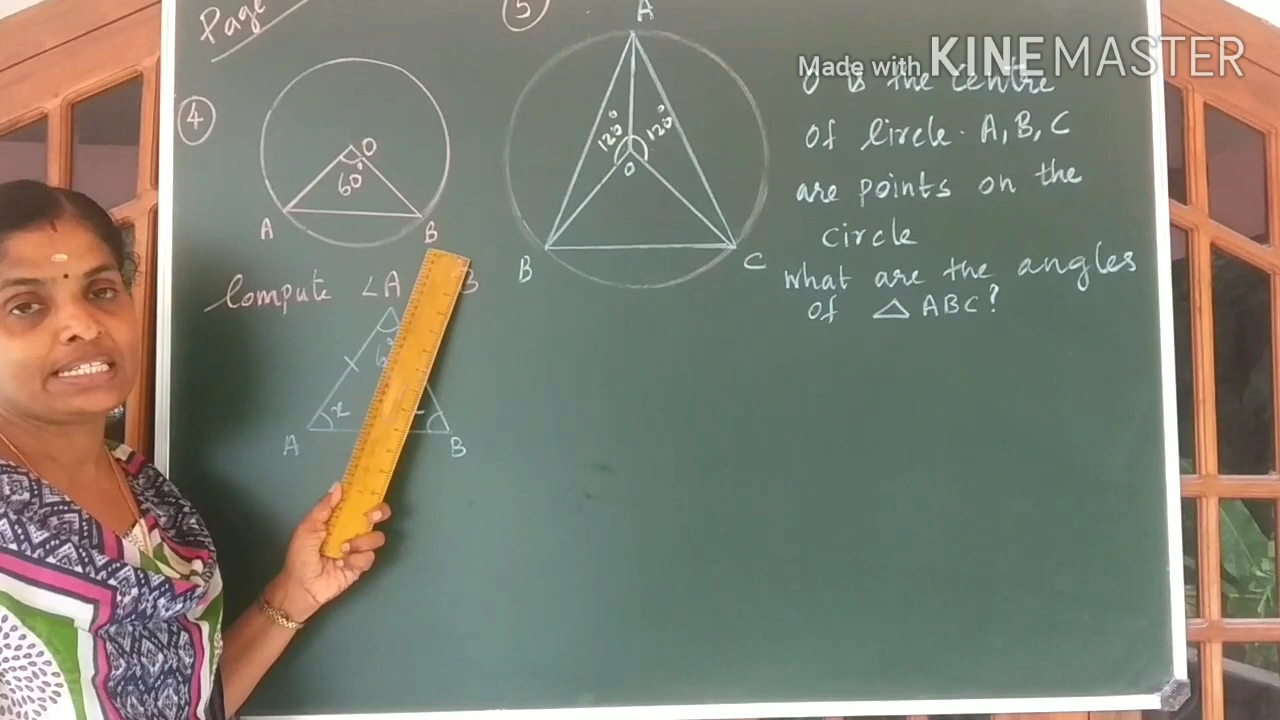 Page
4
O
60°
A
B
Compute ∠A
B
6
x
A
B
5
A
120°
120°
O
B
C
Made with KINEMASTER
O is the centre
of circle. A, B, C
are points on the
circle
What are the angles
of △ABC?